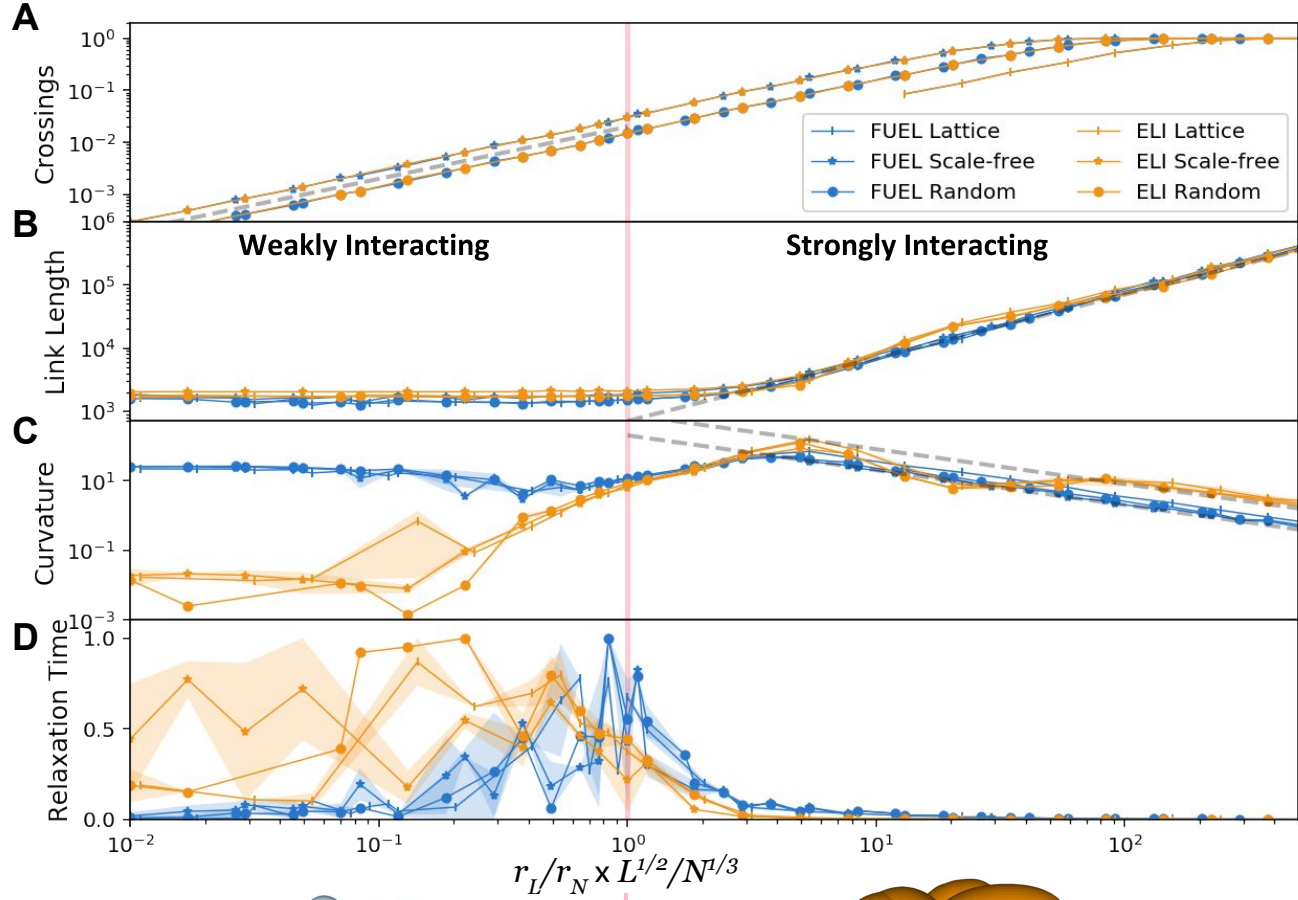 A
Crossings
10⁰
10⁻¹
10⁻²
10⁻³
FUEL Lattice
FUEL Scale-free
FUEL Random
ELI Lattice
ELI Scale-free
ELI Random
B
Link Length
10⁶
10⁵
10⁴
10³
Weakly Interacting
Strongly Interacting
C
Curvature
10¹
10⁻¹
10⁻³
D
Relaxation Time
1.0
0.5
0.0
10⁻² 10⁻¹ 10⁰ 10¹ 10²
r_L/r_N x L^1/2/N^1/3